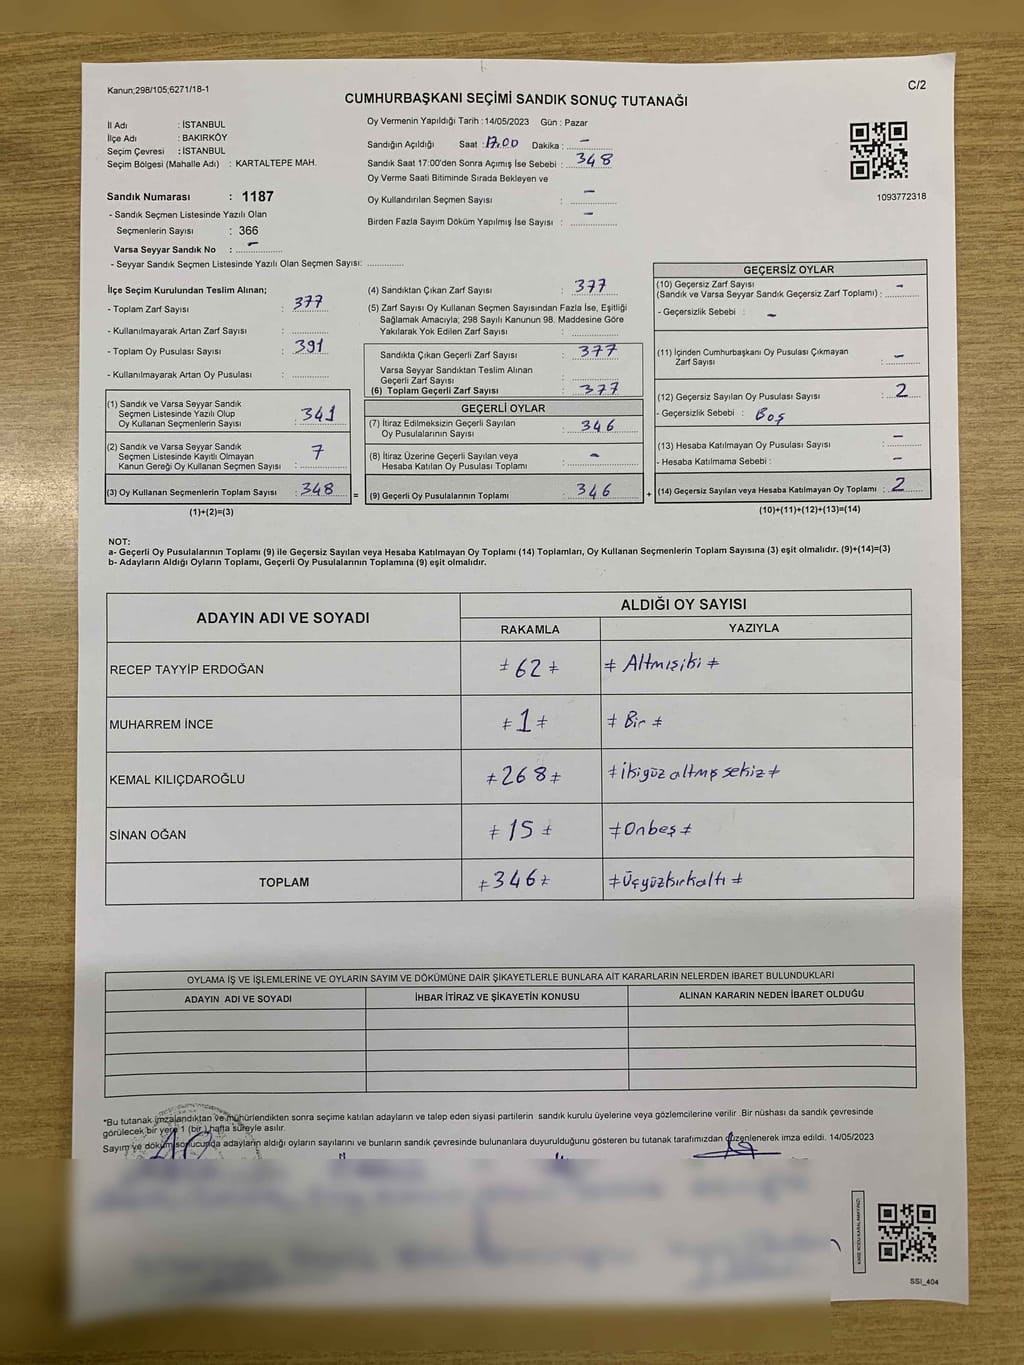 Kanun;298/105;6271/18-1
C/2
CUMHURBAŞKANI SEÇİMİ SANDIK SONUÇ TUTANAĞI
İl Adı : İSTANBUL
İlçe Adı : BAKIRKÖY
Seçim Çevresi : İSTANBUL
Seçim Bölgesi (Mahalle Adı) : KARTALTEPE MAH.
Sandık Numarası : 1187
- Sandık Seçmen Listesinde Yazılı Olan
Seçmenlerin Sayısı : 366
Varsa Seyyar Sandık No : -
- Seyyar Sandık Seçmen Listesinde Yazılı Olan Seçmen Sayısı: ............
Oy Vermenin Yapıldığı Tarih :14/05/2023 Gün : Pazar
Sandığın Açıldığı Saat : 17.00 Dakika : -
Sandık Saat 17:00'den Sonra Açımış İse Sebebi : 348
Oy Verme Saati Bitiminde Sırada Bekleyen ve
Oy Kullandırılan Seçmen Sayısı : -
Birden Fazla Sayım Döküm Yapılmış İse Sayısı : -
1093772318
İlçe Seçim Kurulundan Teslim Alınan;
- Toplam Zarf Sayısı : 377
- Kullanılmayarak Artan Zarf Sayısı : ............
- Toplam Oy Pusulası Sayısı : 391
- Kullanılmayarak Artan Oy Pusulası : ............
(1) Sandık ve Varsa Seyyar Sandık
Seçmen Listesinde Yazılı Olup
Oy Kullanan Seçmenlerin Sayısı : 341
(2) Sandık ve Varsa Seyyar Sandık
Seçmen Listesinde Kayıtlı Olmayan
Kanun Gereği Oy Kullanan Seçmen Sayısı : 7
(3) Oy Kullanan Seçmenlerin Toplam Sayısı : 348
(1)+(2)=(3)
=
(4) Sandıktan Çıkan Zarf Sayısı : 377
(5) Zarf Sayısı Oy Kullanan Seçmen Sayısından Fazla İse, Eşitliği
Sağlamak Amacıyla; 298 Sayılı Kanunun 98. Maddesine Göre
Yakılarak Yok Edilen Zarf Sayısı : ............
Sandıkta Çıkan Geçerli Zarf Sayısı : 377
Varsa Seyyar Sandıktan Teslim Alınan
Geçerli Zarf Sayısı : ............
(6) Toplam Geçerli Zarf Sayısı : 377
GEÇERLİ OYLAR
(7) İtiraz Edilmeksizin Geçerli Sayılan
Oy Pusulalarının Sayısı : 346
(8) İtiraz Üzerine Geçerli Sayılan veya
Hesaba Katılan Oy Pusulası Toplamı : -
(9) Geçerli Oy Pusulalarının Toplamı : 346
+
GEÇERSİZ OYLAR
(10) Geçersiz Zarf Sayısı
(Sandık ve Varsa Seyyar Sandık Geçersiz Zarf Toplamı) : -
- Geçersizlik Sebebi : -
(11) İçinden Cumhurbaşkanı Oy Pusulası Çıkmayan
Zarf Sayısı : -
(12) Geçersiz Sayılan Oy Pusulası Sayısı : 2
- Geçersizlik Sebebi : Boş
(13) Hesaba Katılmayan Oy Pusulası Sayısı : -
- Hesaba Katılmama Sebebi : -
(14) Geçersiz Sayılan veya Hesaba Katılmayan Oy Toplamı : 2
(10)+(11)+(12)+(13)=(14)
NOT:
a- Geçerli Oy Pusulalarının Toplamı (9) ile Geçersiz Sayılan veya Hesaba Katılmayan Oy Toplamı (14) Toplamları, Oy Kullanan Seçmenlerin Toplam Sayısına (3) eşit olmalıdır. (9)+(14)=(3)
b- Adayların Aldığı Oyların Toplamı, Geçerli Oy Pusulalarının Toplamına (9) eşit olmalıdır.
ADAYIN ADI VE SOYADI
ALDIĞI OY SAYISI
RAKAMLA YAZIYLA
RECEP TAYYİP ERDOĞAN ≠ 62 ≠ ≠ Altmışiki ≠
MUHARREM İNCE ≠ 1 ≠ ≠ Bir ≠
KEMAL KILIÇDAROĞLU ≠ 268 ≠ ≠ ikiyüz altmış sekiz ≠
SİNAN OĞAN ≠ 15 ≠ ≠ Onbeş ≠
TOPLAM ≠ 346 ≠ ≠ Üçyüzkırkaltı ≠
OYLAMA İŞ VE İŞLEMLERİNE VE OYLARIN SAYIM VE DÖKÜMÜNE DAİR ŞİKAYETLERLE BUNLARA AİT KARARLARIN NELERDEN İBARET BULUNDUKLARI
ADAYIN ADI VE SOYADI İHBAR İTİRAZ VE ŞİKAYETİN KONUSU ALINAN KARARIN NEDEN İBARET OLDUĞU
*Bu tutanak imzalandıktan ve mühürlendikten sonra seçime katılan adayların ve talep eden siyasi partilerin sandık kurulu üyelerine veya gözlemcilerine verilir .Bir nüshası da sandık çevresinde
görülecek bir yere 1 (bir ) hafta süreyle asılır.
Sayım ve döküm sonucunda adayların aldığı oyların sayılarını ve bunların sandık çevresinde bulunanlara duyurulduğunu gösteren bu tutanak tarafımızdan düzenlenerek imza edildi. 14/05/2023
SSİ_404